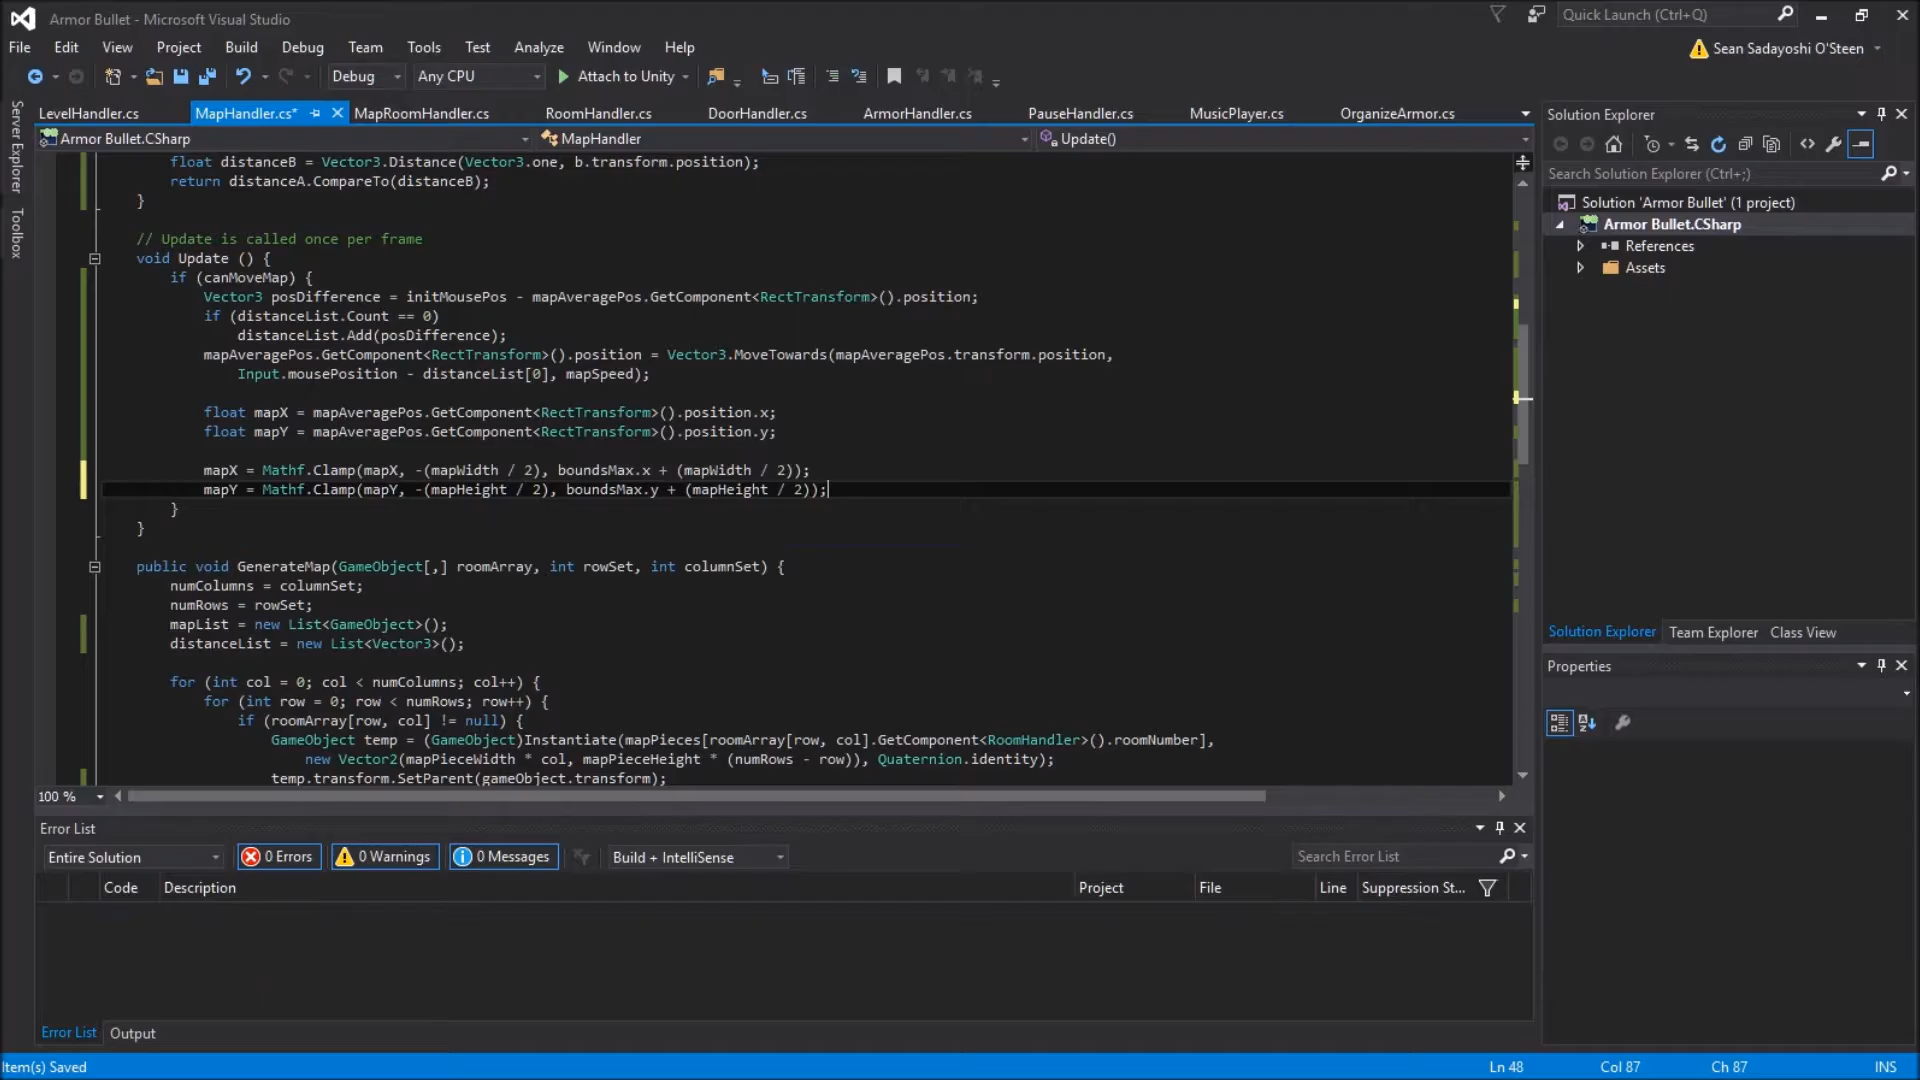 Armor Bullet - Microsoft Visual Studio
Quick Launch (Ctrl+Q)
File Edit View Project Build Debug Team Tools Test Analyze Window Help
Sean Sadayoshi O'Steen
Debug Any CPU Attach to Unity
Server Explorer
Toolbox
LevelHandler.cs MapHandler.cs* MapRoomHandler.cs RoomHandler.cs DoorHandler.cs ArmorHandler.cs PauseHandler.cs MusicPlayer.cs OrganizeArmor.cs
Armor Bullet.CSharp MapHandler Update()
float distanceB = Vector3.Distance(Vector3.one, b.transform.position);
return distanceA.CompareTo(distanceB);
}
// Update is called once per frame
void Update () {
if (canMoveMap) {
Vector3 posDifference = initMousePos - mapAveragePos.GetComponent<RectTransform>().position;
if (distanceList.Count == 0)
distanceList.Add(posDifference);
mapAveragePos.GetComponent<RectTransform>().position = Vector3.MoveTowards(mapAveragePos.transform.position,
Input.mousePosition - distanceList[0], mapSpeed);
float mapX = mapAveragePos.GetComponent<RectTransform>().position.x;
float mapY = mapAveragePos.GetComponent<RectTransform>().position.y;
mapX = Mathf.Clamp(mapX, -(mapWidth / 2), boundsMax.x + (mapWidth / 2));
mapY = Mathf.Clamp(mapY, -(mapHeight / 2), boundsMax.y + (mapHeight / 2));
}
}
public void GenerateMap(GameObject[,] roomArray, int rowSet, int columnSet) {
numColumns = columnSet;
numRows = rowSet;
mapList = new List<GameObject>();
distanceList = new List<Vector3>();
for (int col = 0; col < numColumns; col++) {
for (int row = 0; row < numRows; row++) {
if (roomArray[row, col] != null) {
GameObject temp = (GameObject)Instantiate(mapPieces[roomArray[row, col].GetComponent<RoomHandler>().roomNumber],
new Vector2(mapPieceWidth * col, mapPieceHeight * (numRows - row)), Quaternion.identity);
temp.transform.SetParent(gameObject.transform);
100 %
Solution Explorer
Search Solution Explorer (Ctrl+;)
Solution 'Armor Bullet' (1 project)
Armor Bullet.CSharp
References
Assets
Solution Explorer Team Explorer Class View
Properties
Error List
Entire Solution 0 Errors 0 Warnings 0 Messages Build + IntelliSense Search Error List
Code Description Project File Line Suppression St...
Error List Output
Item(s) Saved Ln 48 Col 87 Ch 87 INS